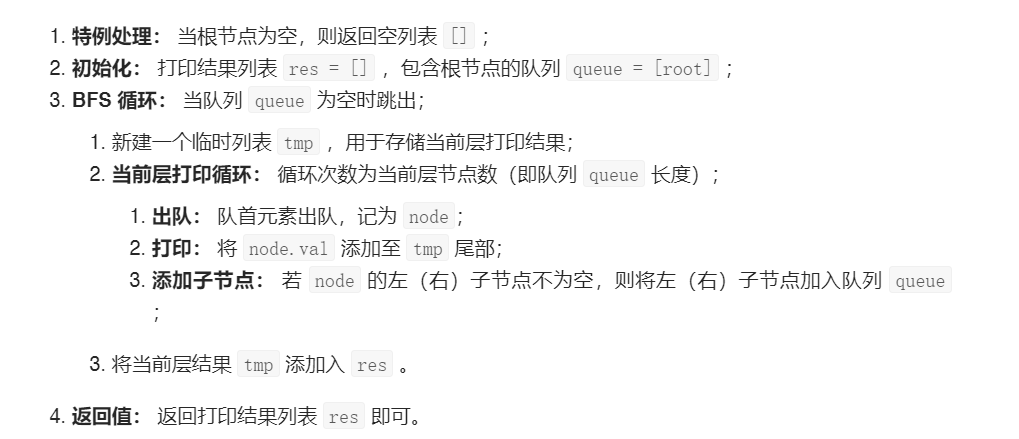 1. 特例处理： 当根节点为空，则返回空列表 [] ；
2. 初始化： 打印结果列表 res = [] ，包含根节点的队列 queue = [root] ；
3. BFS 循环： 当队列 queue 为空时跳出；
1. 新建一个临时列表 tmp ，用于存储当前层打印结果；
2. 当前层打印循环： 循环次数为当前层节点数（即队列 queue 长度）；
1. 出队： 队首元素出队，记为 node；
2. 打印： 将 node.val 添加至 tmp 尾部；
3. 添加子节点： 若 node 的左（右）子节点不为空，则将左（右）子节点加入队列 queue
；
3. 将当前层结果 tmp 添加入 res 。
4. 返回值： 返回打印结果列表 res 即可。